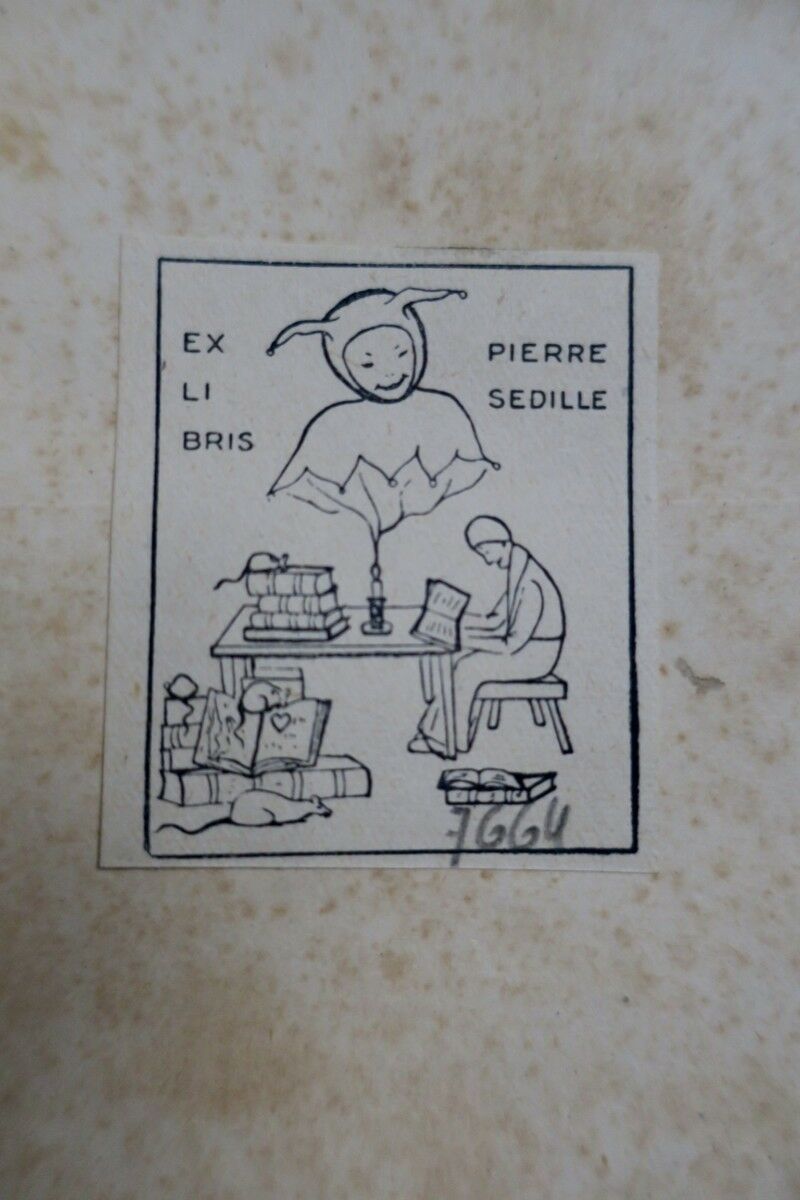 EX
LI
BRIS
PIERRE
SEDILLE
7664